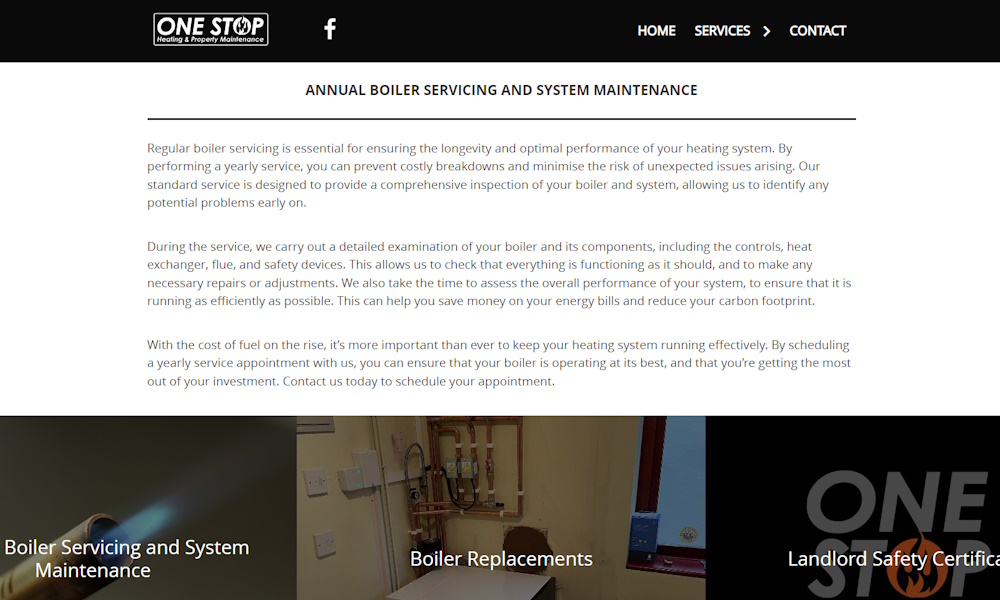 ONE STOP
Heating & Property Maintenance
HOME SERVICES CONTACT
ANNUAL BOILER SERVICING AND SYSTEM MAINTENANCE
Regular boiler servicing is essential for ensuring the longevity and optimal performance of your heating system. By
performing a yearly service, you can prevent costly breakdowns and minimise the risk of unexpected issues arising. Our
standard service is designed to provide a comprehensive inspection of your boiler and system, allowing us to identify any
potential problems early on.
During the service, we carry out a detailed examination of your boiler and its components, including the controls, heat
exchanger, flue, and safety devices. This allows us to check that everything is functioning as it should, and to make any
necessary repairs or adjustments. We also take the time to assess the overall performance of your system, to ensure that it is
running as efficiently as possible. This can help you save money on your energy bills and reduce your carbon footprint.
With the cost of fuel on the rise, it’s more important than ever to keep your heating system running effectively. By scheduling
a yearly service appointment with us, you can ensure that your boiler is operating at its best, and that you’re getting the most
out of your investment. Contact us today to schedule your appointment.
Boiler Servicing and System
Maintenance
Boiler Replacements
ONE
STOP
Landlord Safety Certifica